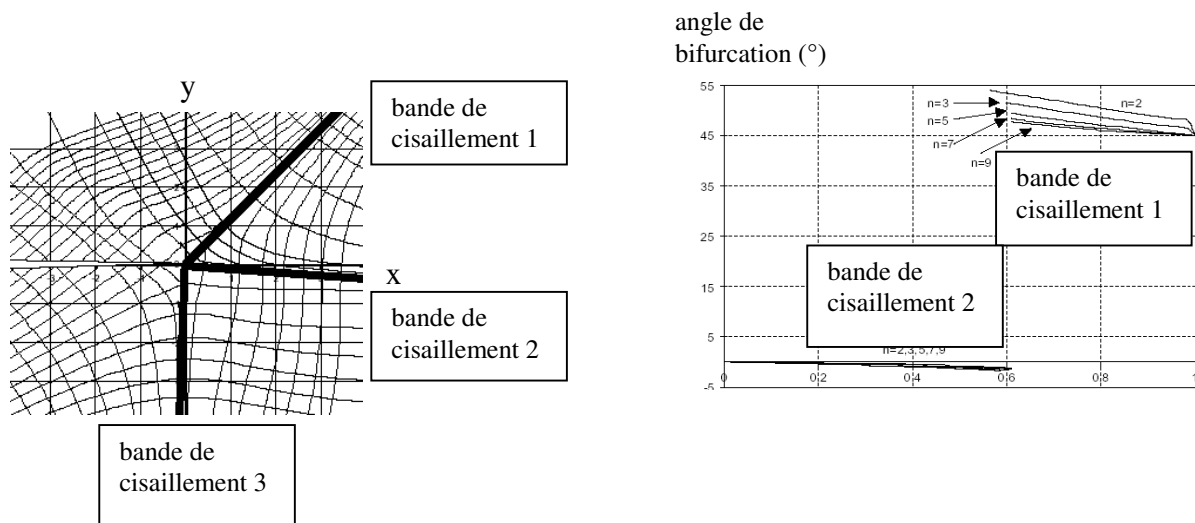 y
bande de
cisaillement 1
x
bande de
cisaillement 2
bande de
cisaillement 3
angle de
bifurcation (°)
55
45
35
25
15
5
-5
n=3
n=5
n=7
n=9
n=2
bande de
cisaillement 1
bande de
cisaillement 2
n=2,3,5,7,9
0 0.2 0.4 0.6 0.8 1